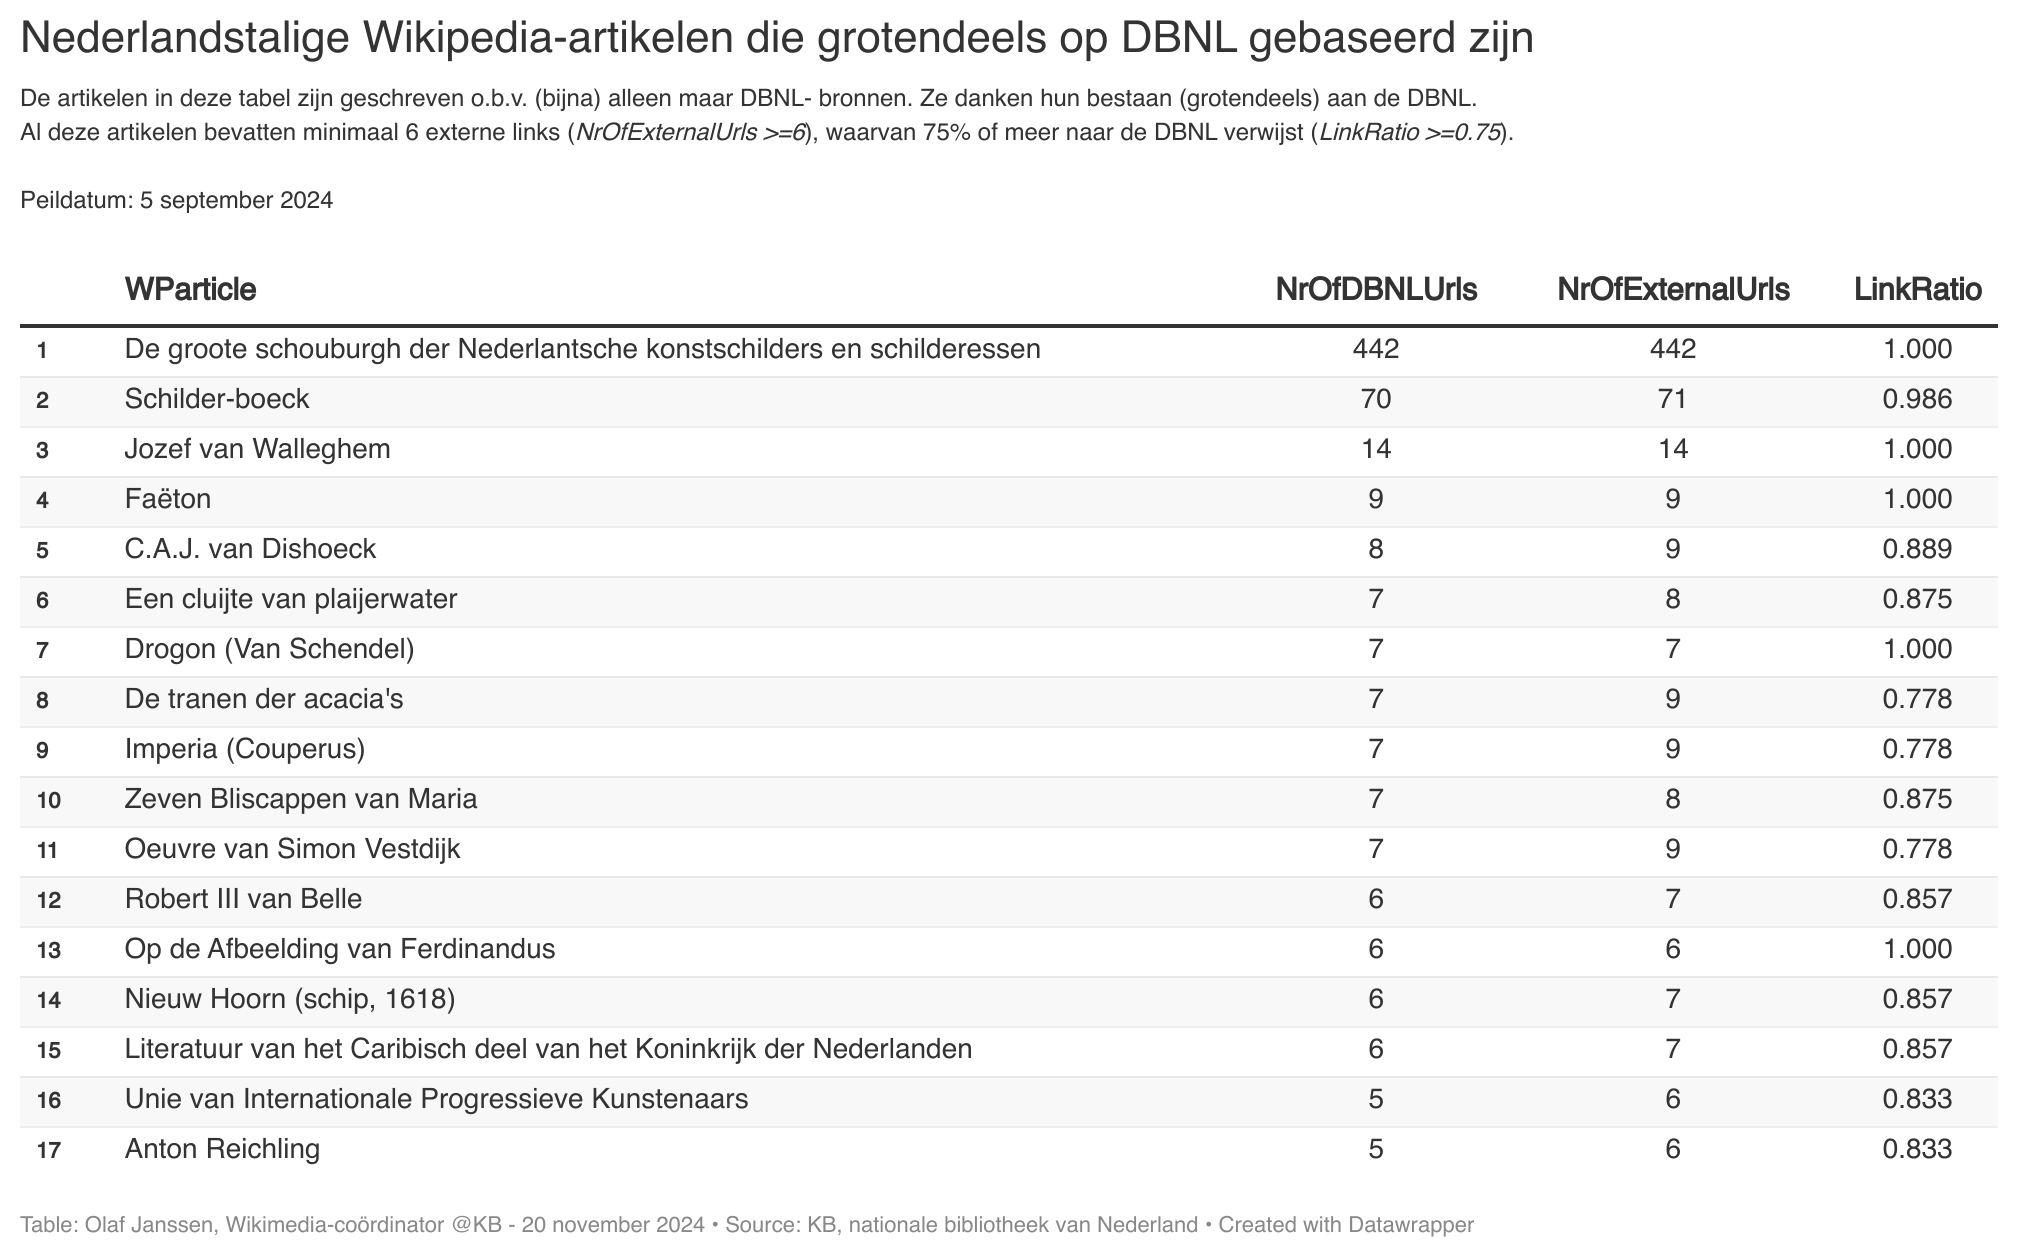 Nederlandstalige Wikipedia-artikelen die grotendeels op DBNL gebaseerd zijn
De artikelen in deze tabel zijn geschreven o.b.v. (bijna) alleen maar DBNL- bronnen. Ze danken hun bestaan (grotendeels) aan de DBNL.
Al deze artikelen bevatten minimaal 6 externe links (NrOfExternalUrls >=6), waarvan 75% of meer naar de DBNL verwijst (LinkRatio >=0.75).
Peildatum: 5 september 2024
WParticle NrOfDBNLUrls NrOfExternalUrls LinkRatio
1 De groote schouburgh der Nederlantsche konstschilders en schilderessen 442 442 1.000
2 Schilder-boeck 70 71 0.986
3 Jozef van Walleghem 14 14 1.000
4 Faëton 9 9 1.000
5 C.A.J. van Dishoeck 8 9 0.889
6 Een cluijte van plaijerwater 7 8 0.875
7 Drogon (Van Schendel) 7 7 1.000
8 De tranen der acacia's 7 9 0.778
9 Imperia (Couperus) 7 9 0.778
10 Zeven Bliscappen van Maria 7 8 0.875
11 Oeuvre van Simon Vestdijk 7 9 0.778
12 Robert III van Belle 6 7 0.857
13 Op de Afbeelding van Ferdinandus 6 6 1.000
14 Nieuw Hoorn (schip, 1618) 6 7 0.857
15 Literatuur van het Caribisch deel van het Koninkrijk der Nederlanden 6 7 0.857
16 Unie van Internationale Progressieve Kunstenaars 5 6 0.833
17 Anton Reichling 5 6 0.833
Table: Olaf Janssen, Wikimedia-coördinator @KB - 20 november 2024 • Source: KB, nationale bibliotheek van Nederland • Created with Datawrapper